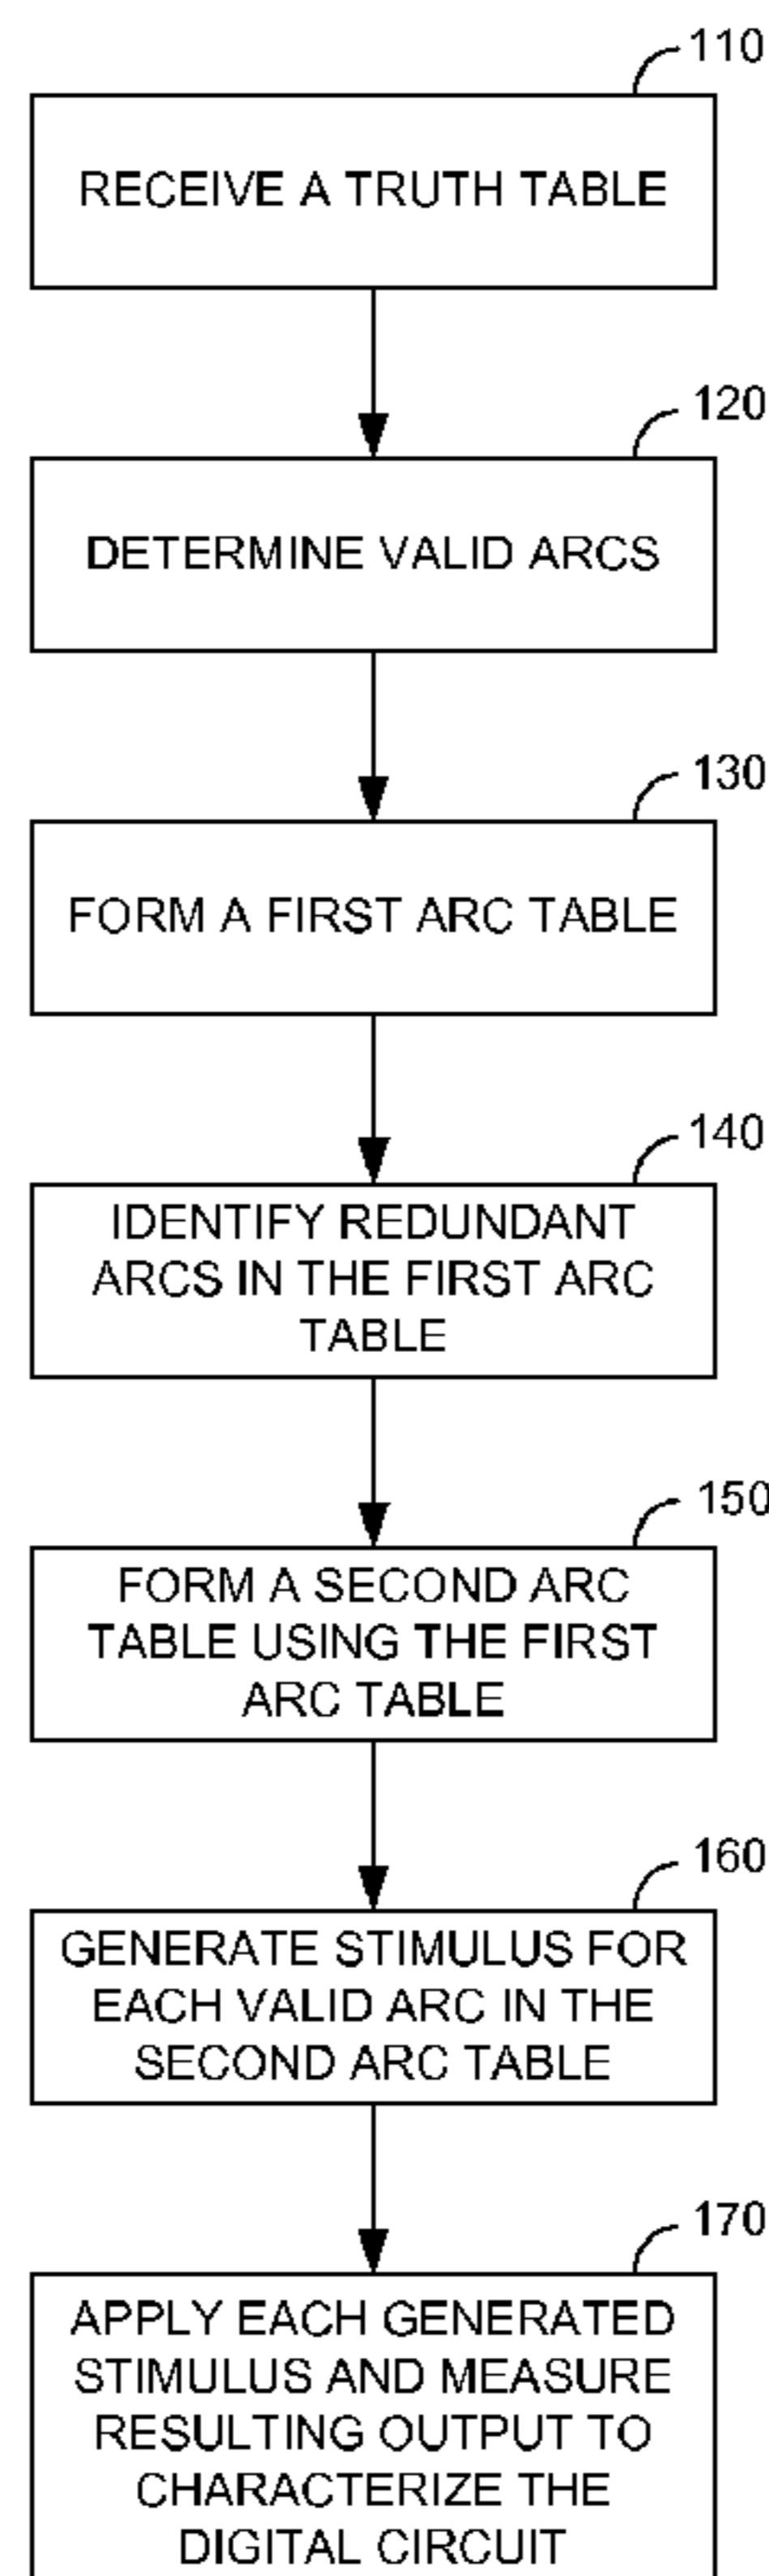 110
RECEIVE A TRUTH TABLE
120
DETERMINE VALID ARCS
130
FORM A FIRST ARC TABLE
140
IDENTIFY REDUNDANT
ARCS IN THE FIRST ARC
TABLE
150
FORM A SECOND ARC
TABLE USING THE FIRST
ARC TABLE
160
GENERATE STIMULUS FOR
EACH VALID ARC IN THE
SECOND ARC TABLE
170
APPLY EACH GENERATED
STIMULUS AND MEASURE
RESULTING OUTPUT TO
CHARACTERIZE THE
DIGITAL CIRCUIT